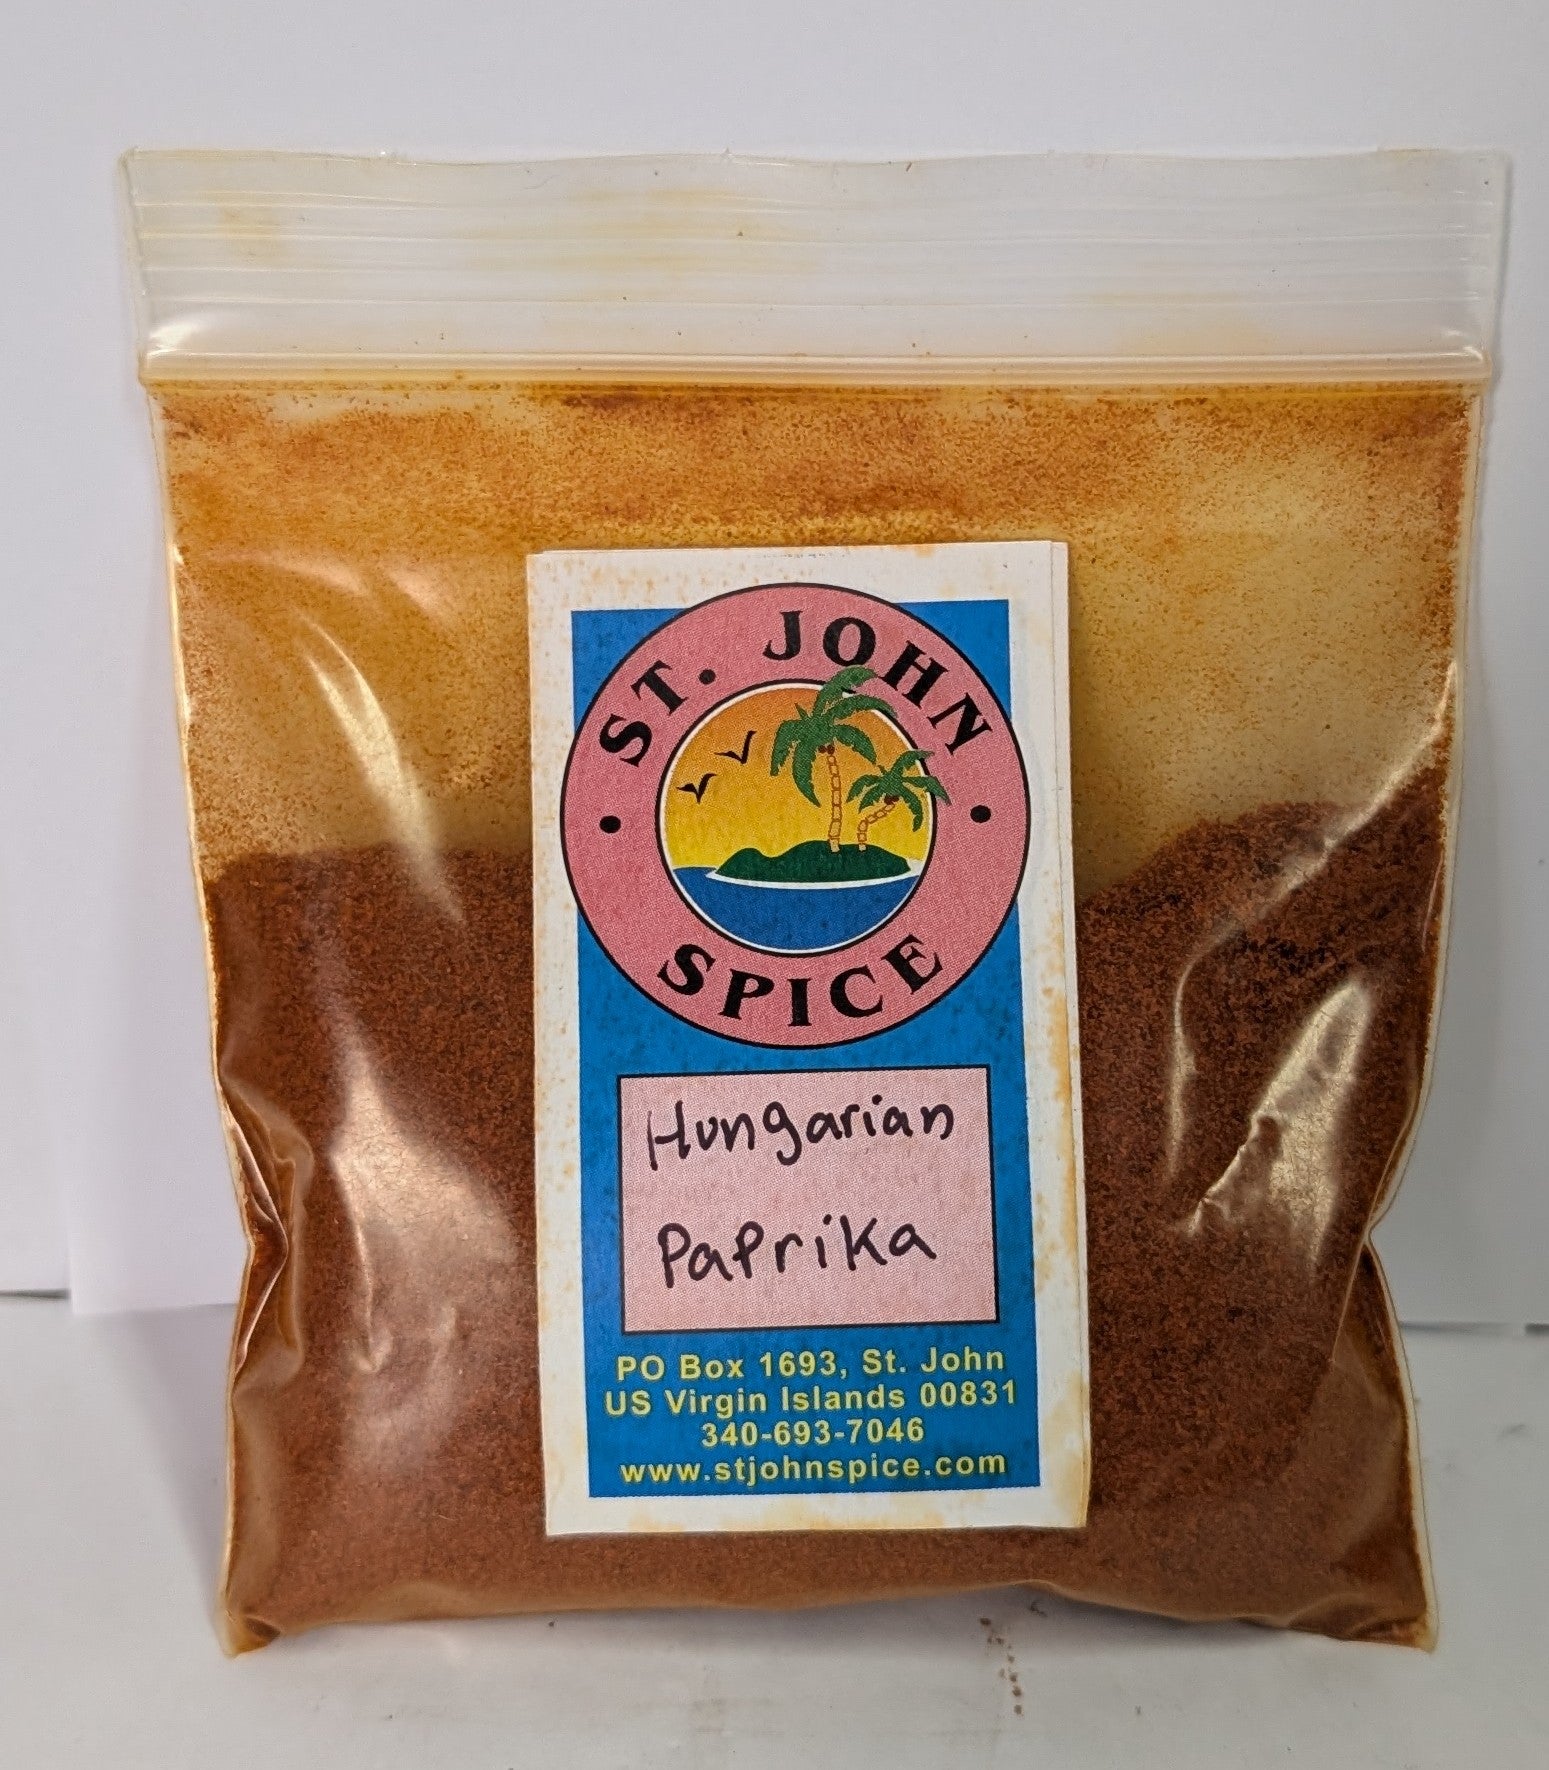 ST. JOHN
SPICE
Hungarian
Paprika
PO Box 1693, St. John
US Virgin Islands 00831
340-693-7046
www.stjohnspice.com